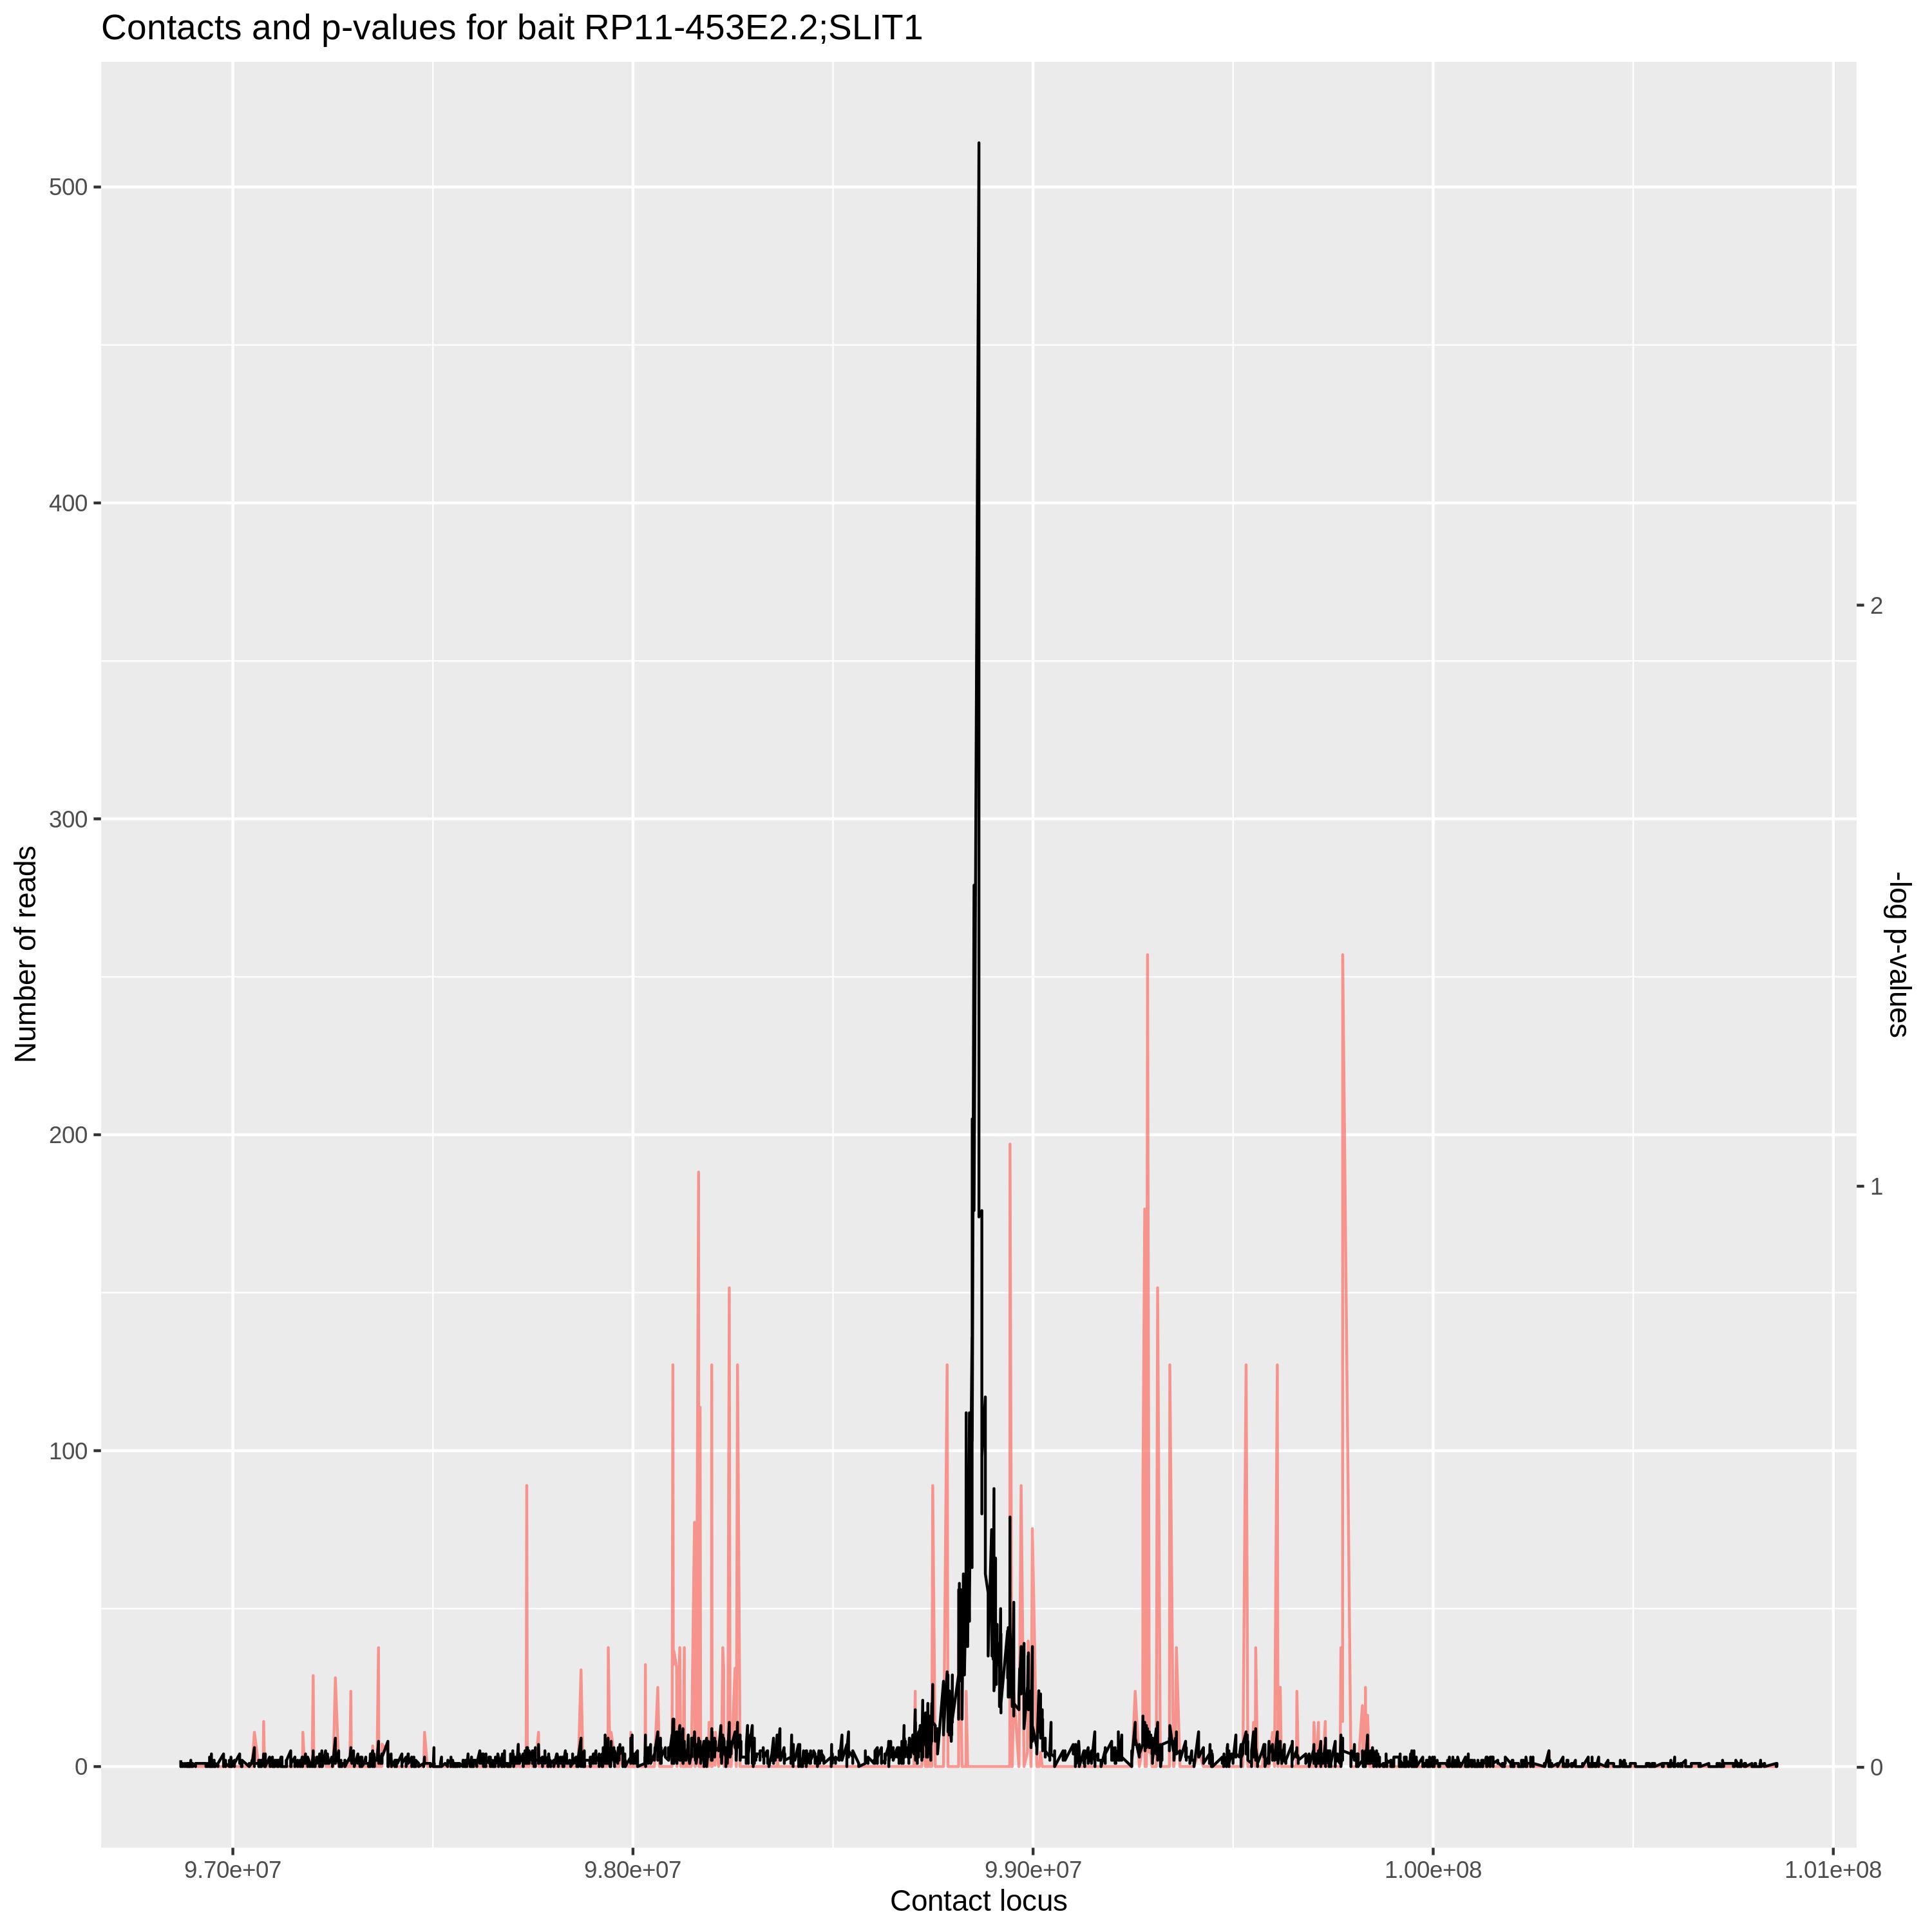 Contacts and p-values for bait RP11-453E2.2;SLIT1
500
400
300
200
100
0
Number of reads
2
1
0
-log p-values
9.70e+07
9.80e+07
9.90e+07
1.00e+08
1.01e+08
Contact locus